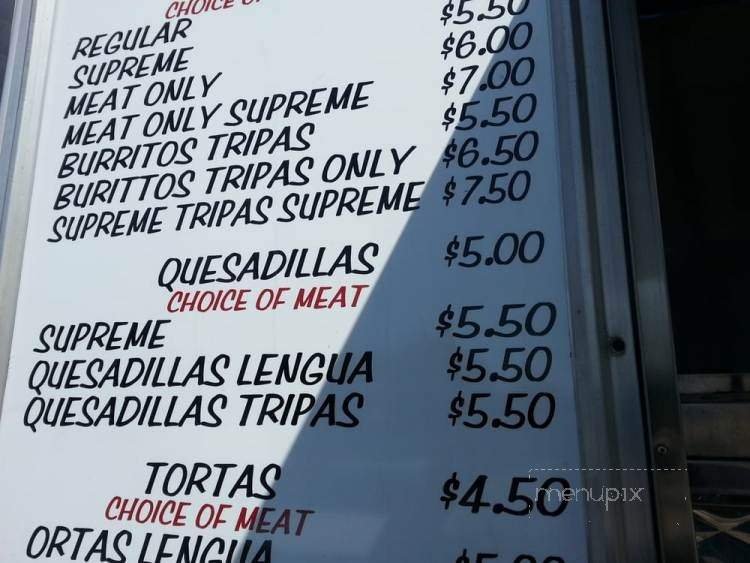 CHOICE
REGULAR $5.50
SUPREME $6.00
MEAT ONLY $7.00
MEAT ONLY SUPREME $5.50
BURRITOS TRIPAS $6.50
BURITTOS TRIPAS ONLY $7.50
SUPREME TRIPAS SUPREME
QUESADILLAS $5.00
CHOICE OF MEAT
SUPREME $5.50
QUESADILLAS LENGUA $5.50
QUESADILLAS TRIPAS $5.50
TORTAS $4.50
CHOICE OF MEAT
ORTAS LENGUA
menupix